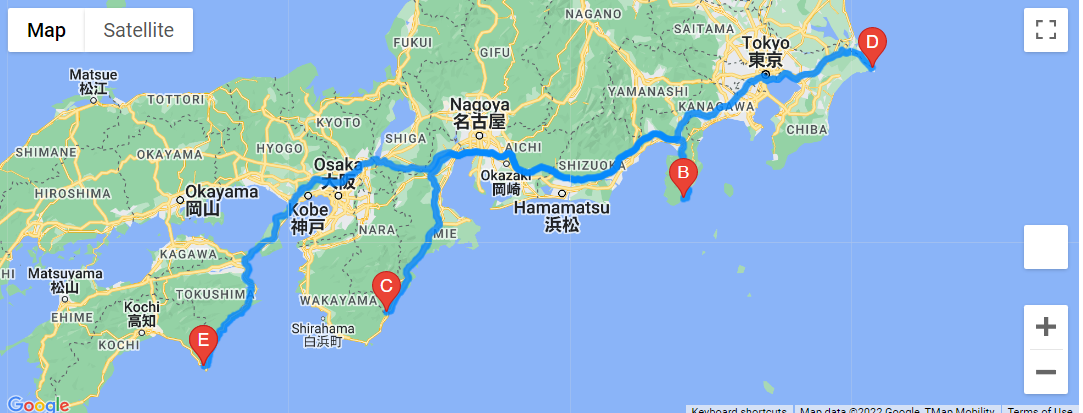 Map
Satellite
NAGANO
SAITAMA
D
FUKUI
GIFU
Tokyo
東京
Matsue
松江
TOTTORI
YAMANASHI
KANAGAWA
Nagoya
名古屋
KYOTO
SHIGA
CHIBA
SHIMANE
OKAYAMA
HYOGO
AICHI
Osaka
大阪
SHIZUOKA
Okazaki
岡崎
B
HIROSHIMA
Okayama
岡山
Kobe
神戸
Hamamatsu
浜松
NARA
MIE
KAGAWA
HI
Matsuyama
松山
TOKUSHIMA
C
WAKAYAMA
Kochi
高知
EHIME
Shirahama
白浜町
E
KOCHI
Google
Keyboard shortcuts
Map data ©2022 Google, TMap Mobility
Terms of Use